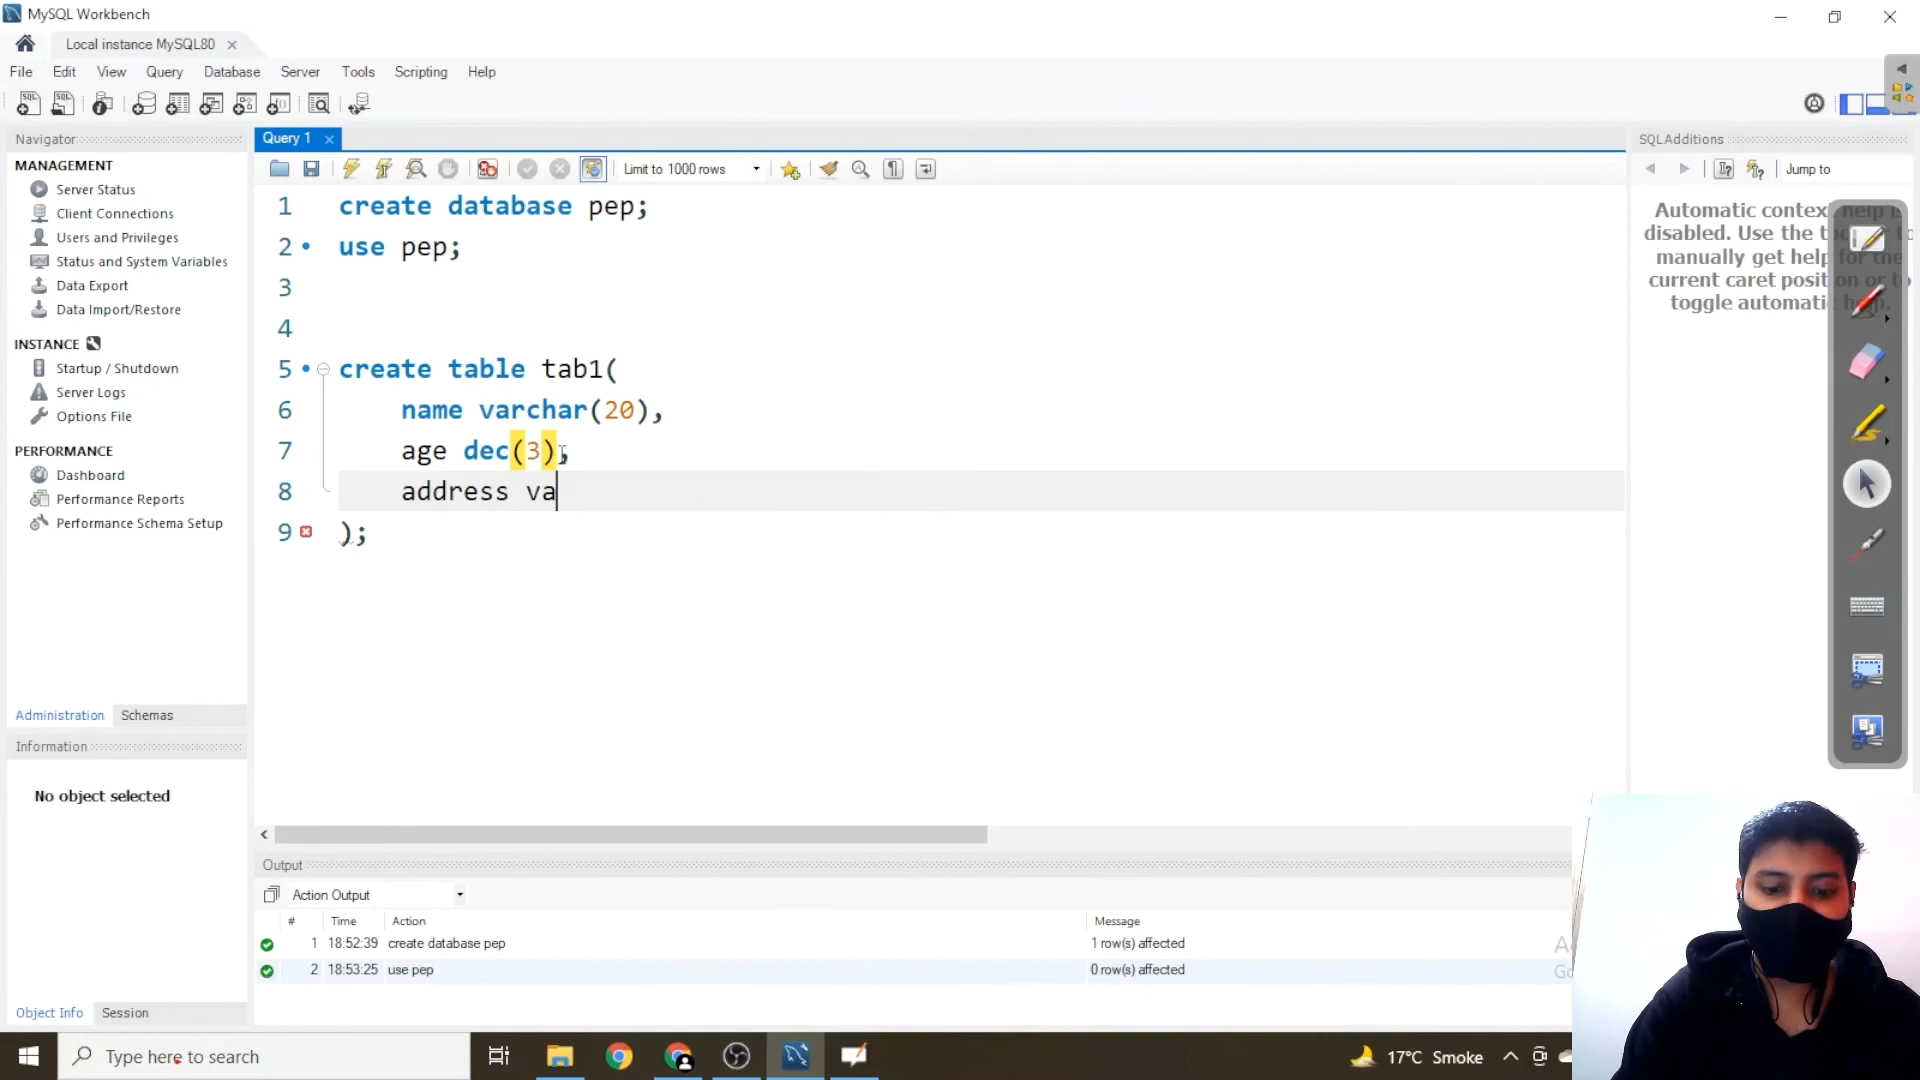 MySQL Workbench
Local instance MySQL80
File Edit View Query Database Server Tools Scripting Help
Navigator
MANAGEMENT
Server Status
Client Connections
Users and Privileges
Status and System Variables
Data Export
Data Import/Restore
INSTANCE
Startup / Shutdown
Server Logs
Options File
PERFORMANCE
Dashboard
Performance Reports
Performance Schema Setup
Administration Schemas
Information
No object selected
Object Info Session
Query 1
Limit to 1000 rows
1 create database pep;
2 use pep;
3
4
5 create table tab1(
6 name varchar(20),
7 age dec(3),
8 address va
9 );
Output
Action Output
# Time Action Message
1 18:52:39 create database pep 1 row(s) affected
2 18:53:25 use pep 0 row(s) affected
SQLAdditions
Jump to
Automatic context help is
disabled. Use the to
manually get help for the
current caret position or to
toggle automatic help.
Type here to search
17°C Smoke